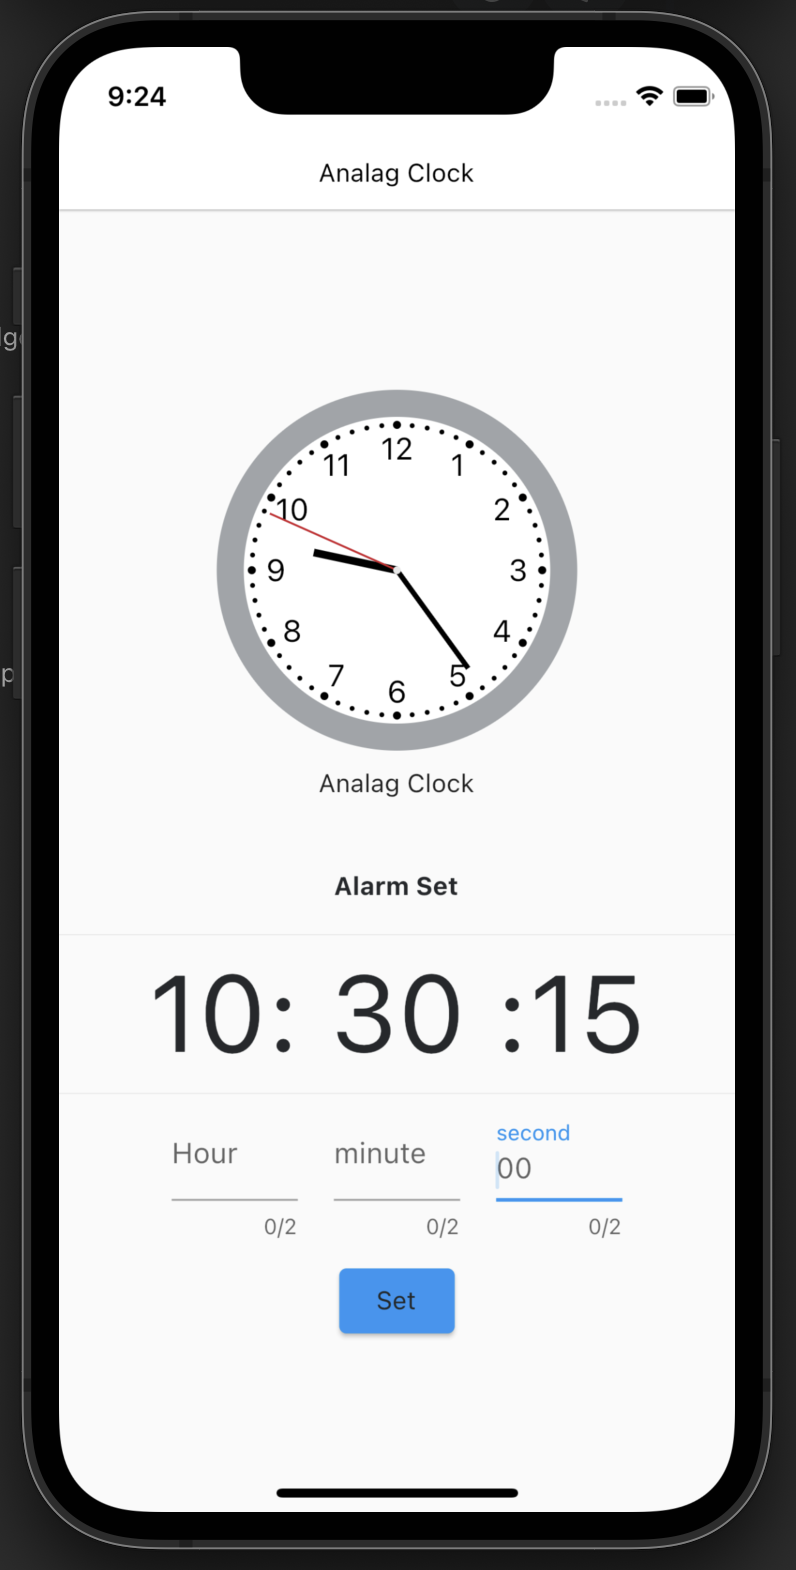 9:24
Analag Clock
12
11
1
10
2
9
3
8
4
7
5
6
Analag Clock
Alarm Set
10: 30 :15
second
Hour
minute
00
0/2
0/2
0/2
Set